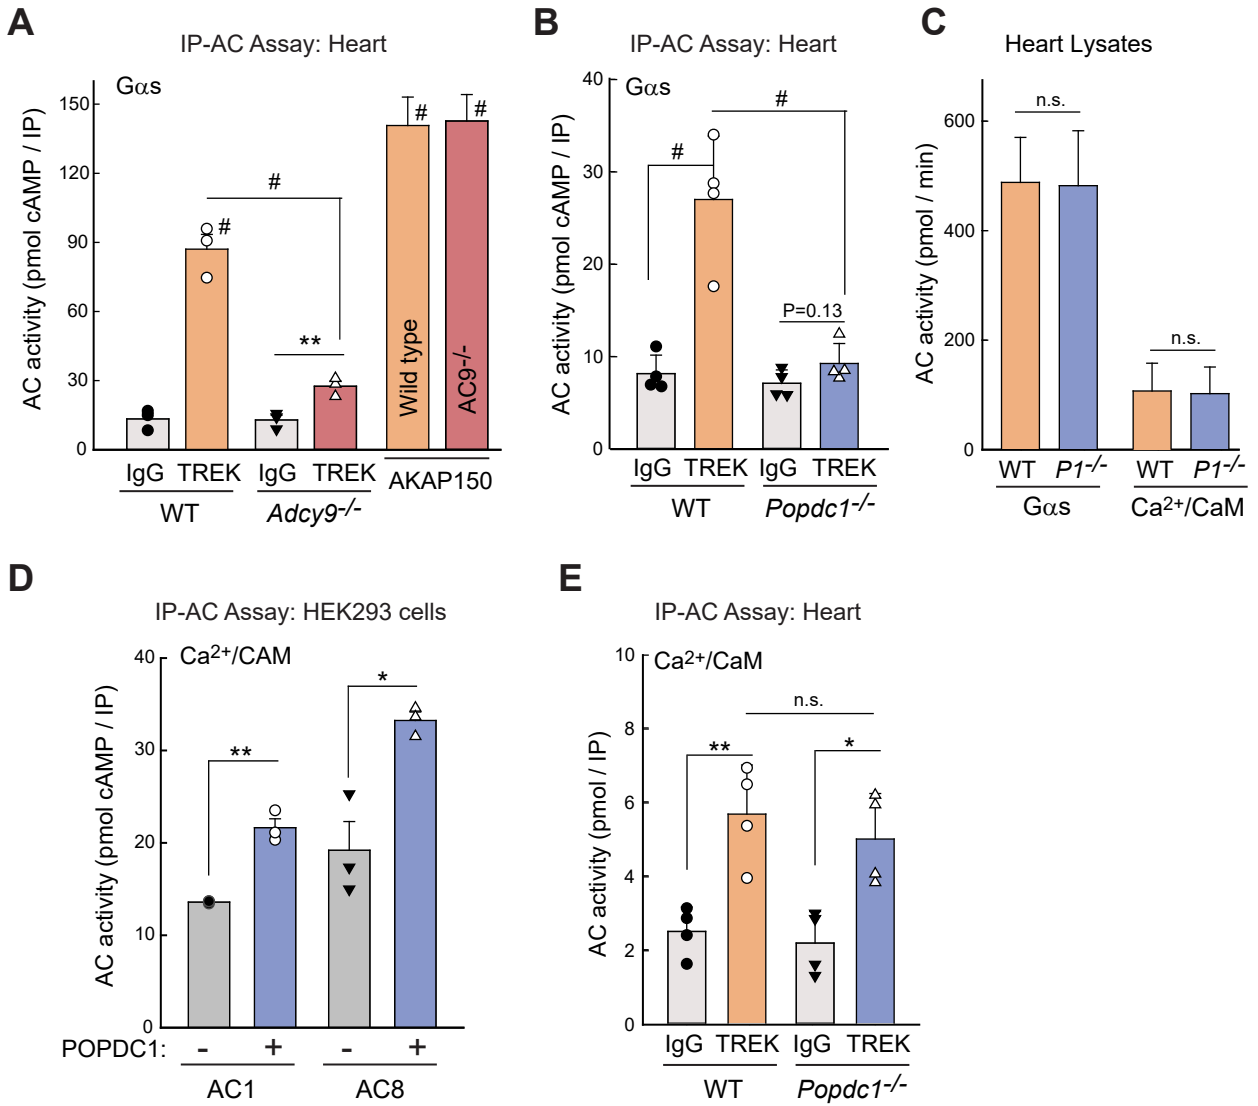 A
IP-AC Assay: Heart
Gαs
AC activity (pmol cAMP / IP)
150
120
90
60
30
0
#
#
**
#
#
Wild type
AC9-/-
IgG TREK IgG TREK
AKAP150
WT Adcy9-/-
B
IP-AC Assay: Heart
Gαs
AC activity (pmol cAMP / IP)
40
30
20
10
0
#
#
P=0.13
IgG TREK IgG TREK
WT Popdc1-/-
C
Heart Lysates
AC activity (pmol / min)
600
400
200
0
n.s.
n.s.
WT P1-/- WT P1-/-
Gαs Ca2+/CaM
D
IP-AC Assay: HEK293 cells
Ca2+/CAM
AC activity (pmol cAMP / IP)
40
30
20
10
0
**
*
POPDC1: - + - +
AC1 AC8
E
IP-AC Assay: Heart
Ca2+/CaM
AC activity (pmol / IP)
10
8
6
4
2
0
n.s.
**
*
IgG TREK IgG TREK
WT Popdc1-/-